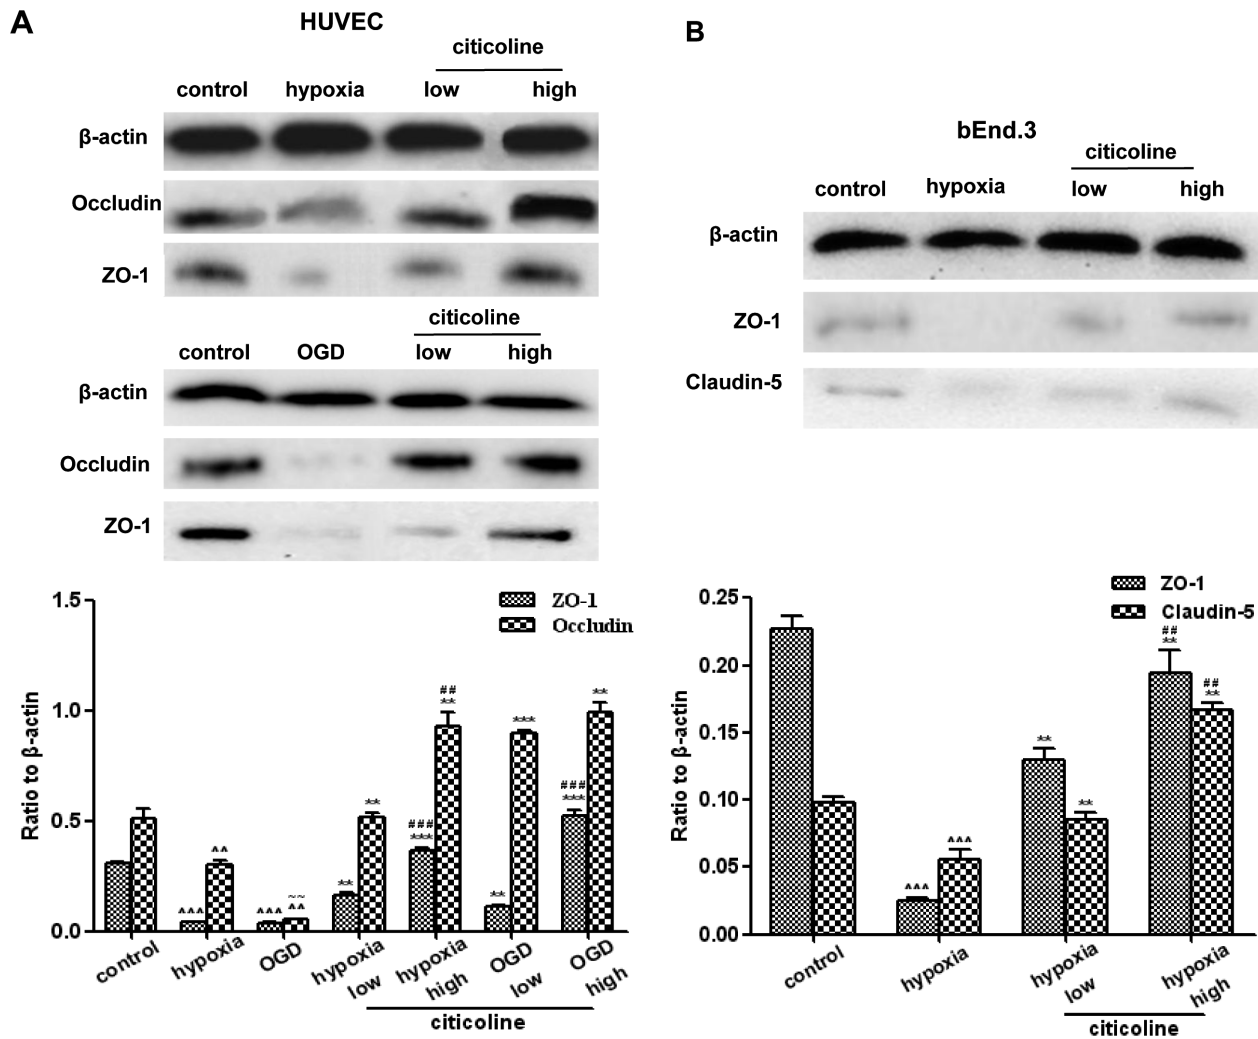 A
HUVEC
citicoline
control hypoxia low high
β-actin
Occludin
ZO-1
citicoline
control OGD low high
β-actin
Occludin
ZO-1
1.5
1.0
0.5
0.0
Ratio to β-actin
ZO-1
Occludin
^^^ ^^ ^^^ ~~
^^
** ** ###
*** ##
** ** *** ###
*** **
control hypoxia OGD hypoxia
low hypoxia
high OGD
low OGD
high
citicoline
B
bEnd.3
citicoline
control hypoxia low high
β-actin
ZO-1
Claudin-5
0.25
0.20
0.15
0.10
0.05
0.00
Ratio to β-actin
ZO-1
Claudin-5
^^^ ^^^ ** ** ##
** ##
**
control hypoxia hypoxia
low hypoxia
high
citicoline